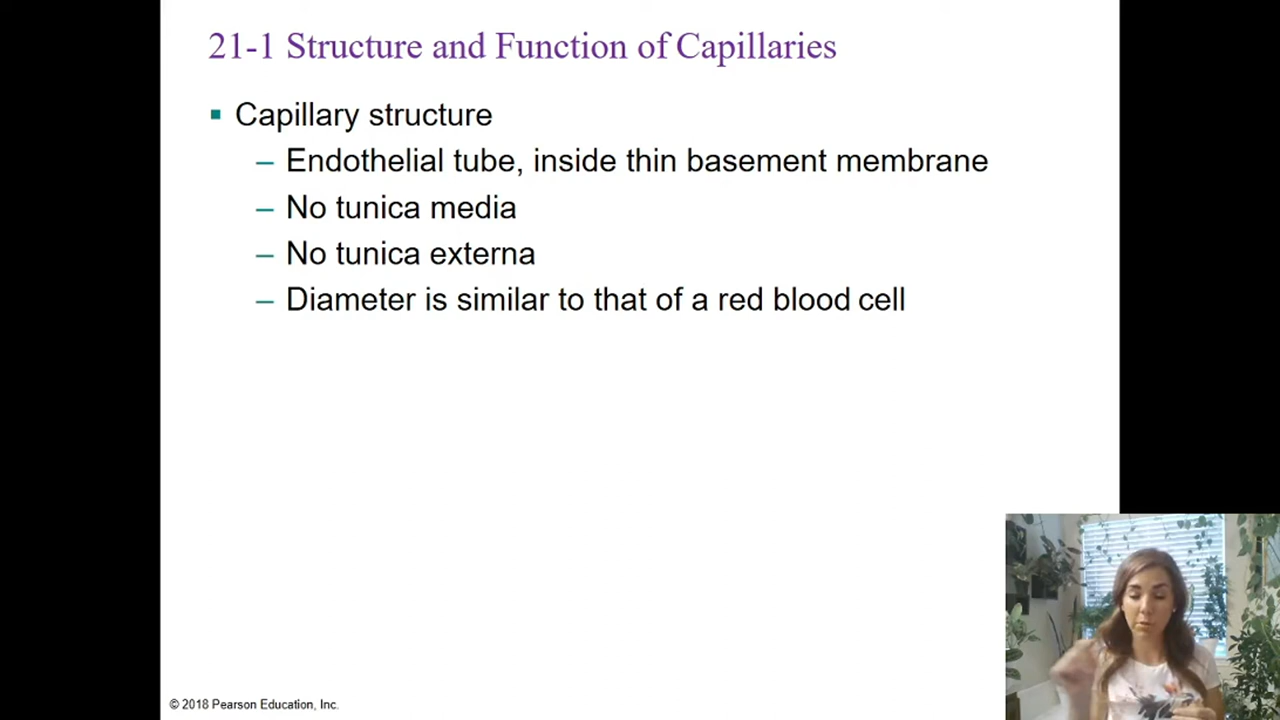 21-1 Structure and Function of Capillaries
▪ Capillary structure
– Endothelial tube, inside thin basement membrane
– No tunica media
– No tunica externa
– Diameter is similar to that of a red blood cell
© 2018 Pearson Education, Inc.